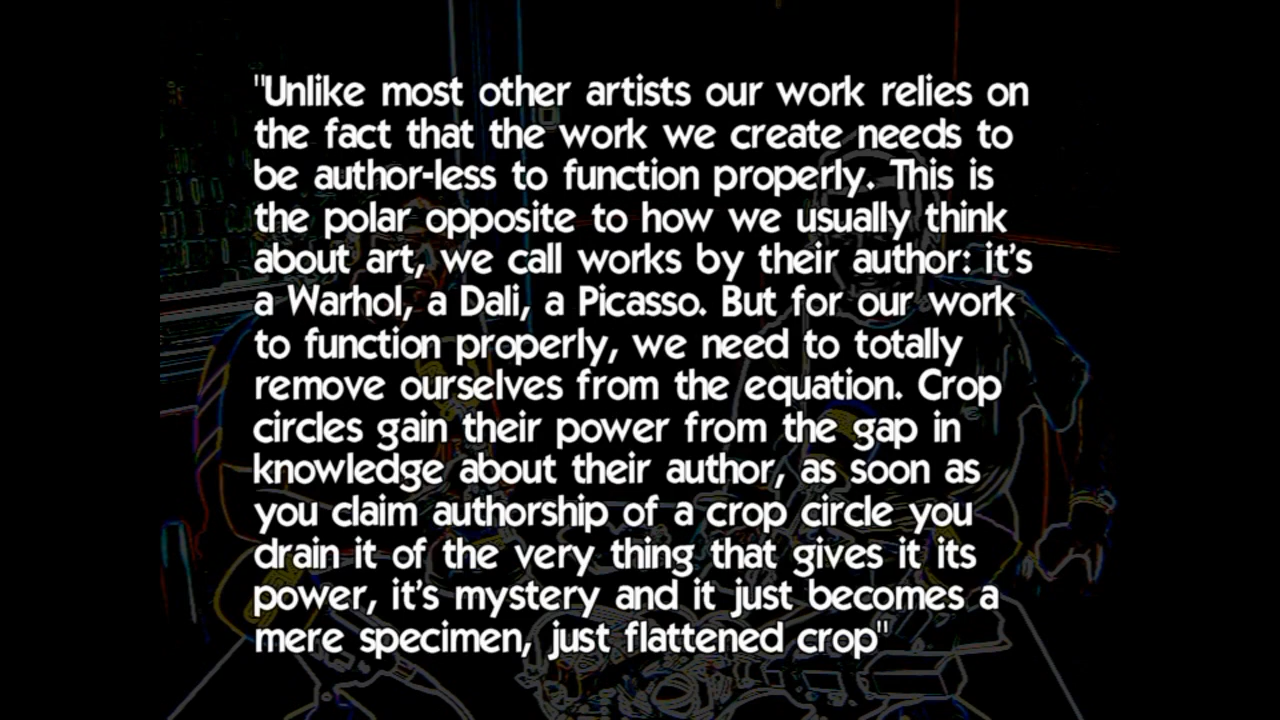 "Unlike most other artists our work relies on
the fact that the work we create needs to
be author-less to function properly. This is
the polar opposite to how we usually think
about art, we call works by their author: it's
a Warhol, a Dali, a Picasso. But for our work
to function properly, we need to totally
remove ourselves from the equation. Crop
circles gain their power from the gap in
knowledge about their author, as soon as
you claim authorship of a crop circle you
drain it of the very thing that gives it its
power, it's mystery and it just becomes a
mere specimen, just flattened crop"